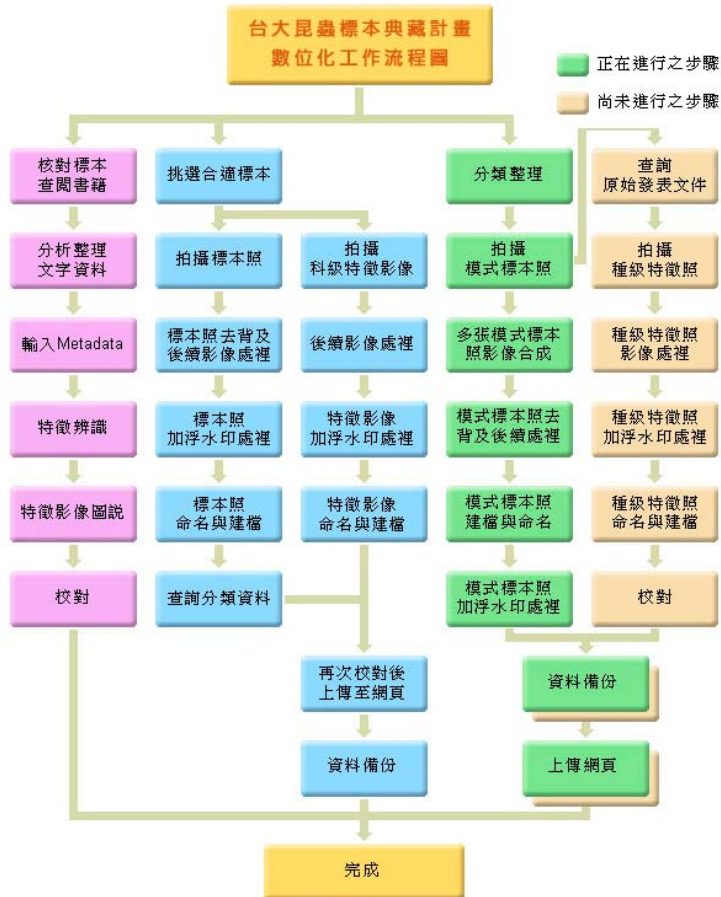 台大昆蟲標本典藏計畫
數位化工作流程圖
正在進行之步驟
尚未進行之步驟
核對標本
查閱書籍
挑選合適標本
分類整理
查詢
原始發表文件
分析整理
文字資料
拍攝標本照
拍攝
科級特徵影像
拍攝
模式標本照
拍攝
種級特徵照
輸入Metadata
標本照去背及
後續影像處裡
後續影像處裡
多張模式標本
照影像合成
種級特徵照
影像處裡
特徵辨識
標本照
加浮水印處裡
特徵影像
加浮水印處裡
模式標本照去
背及後續處裡
種級特徵照
加浮水印處裡
特徵影像圖說
標本照
命名與建檔
特徵影像
命名與建檔
模式標本照
建檔與命名
種級特徵照
命名與建檔
校對
查詢分類資料
模式標本照
加浮水印處裡
校對
再次校對後
上傳至網頁
資料備份
資料備份
上傳網頁
完成